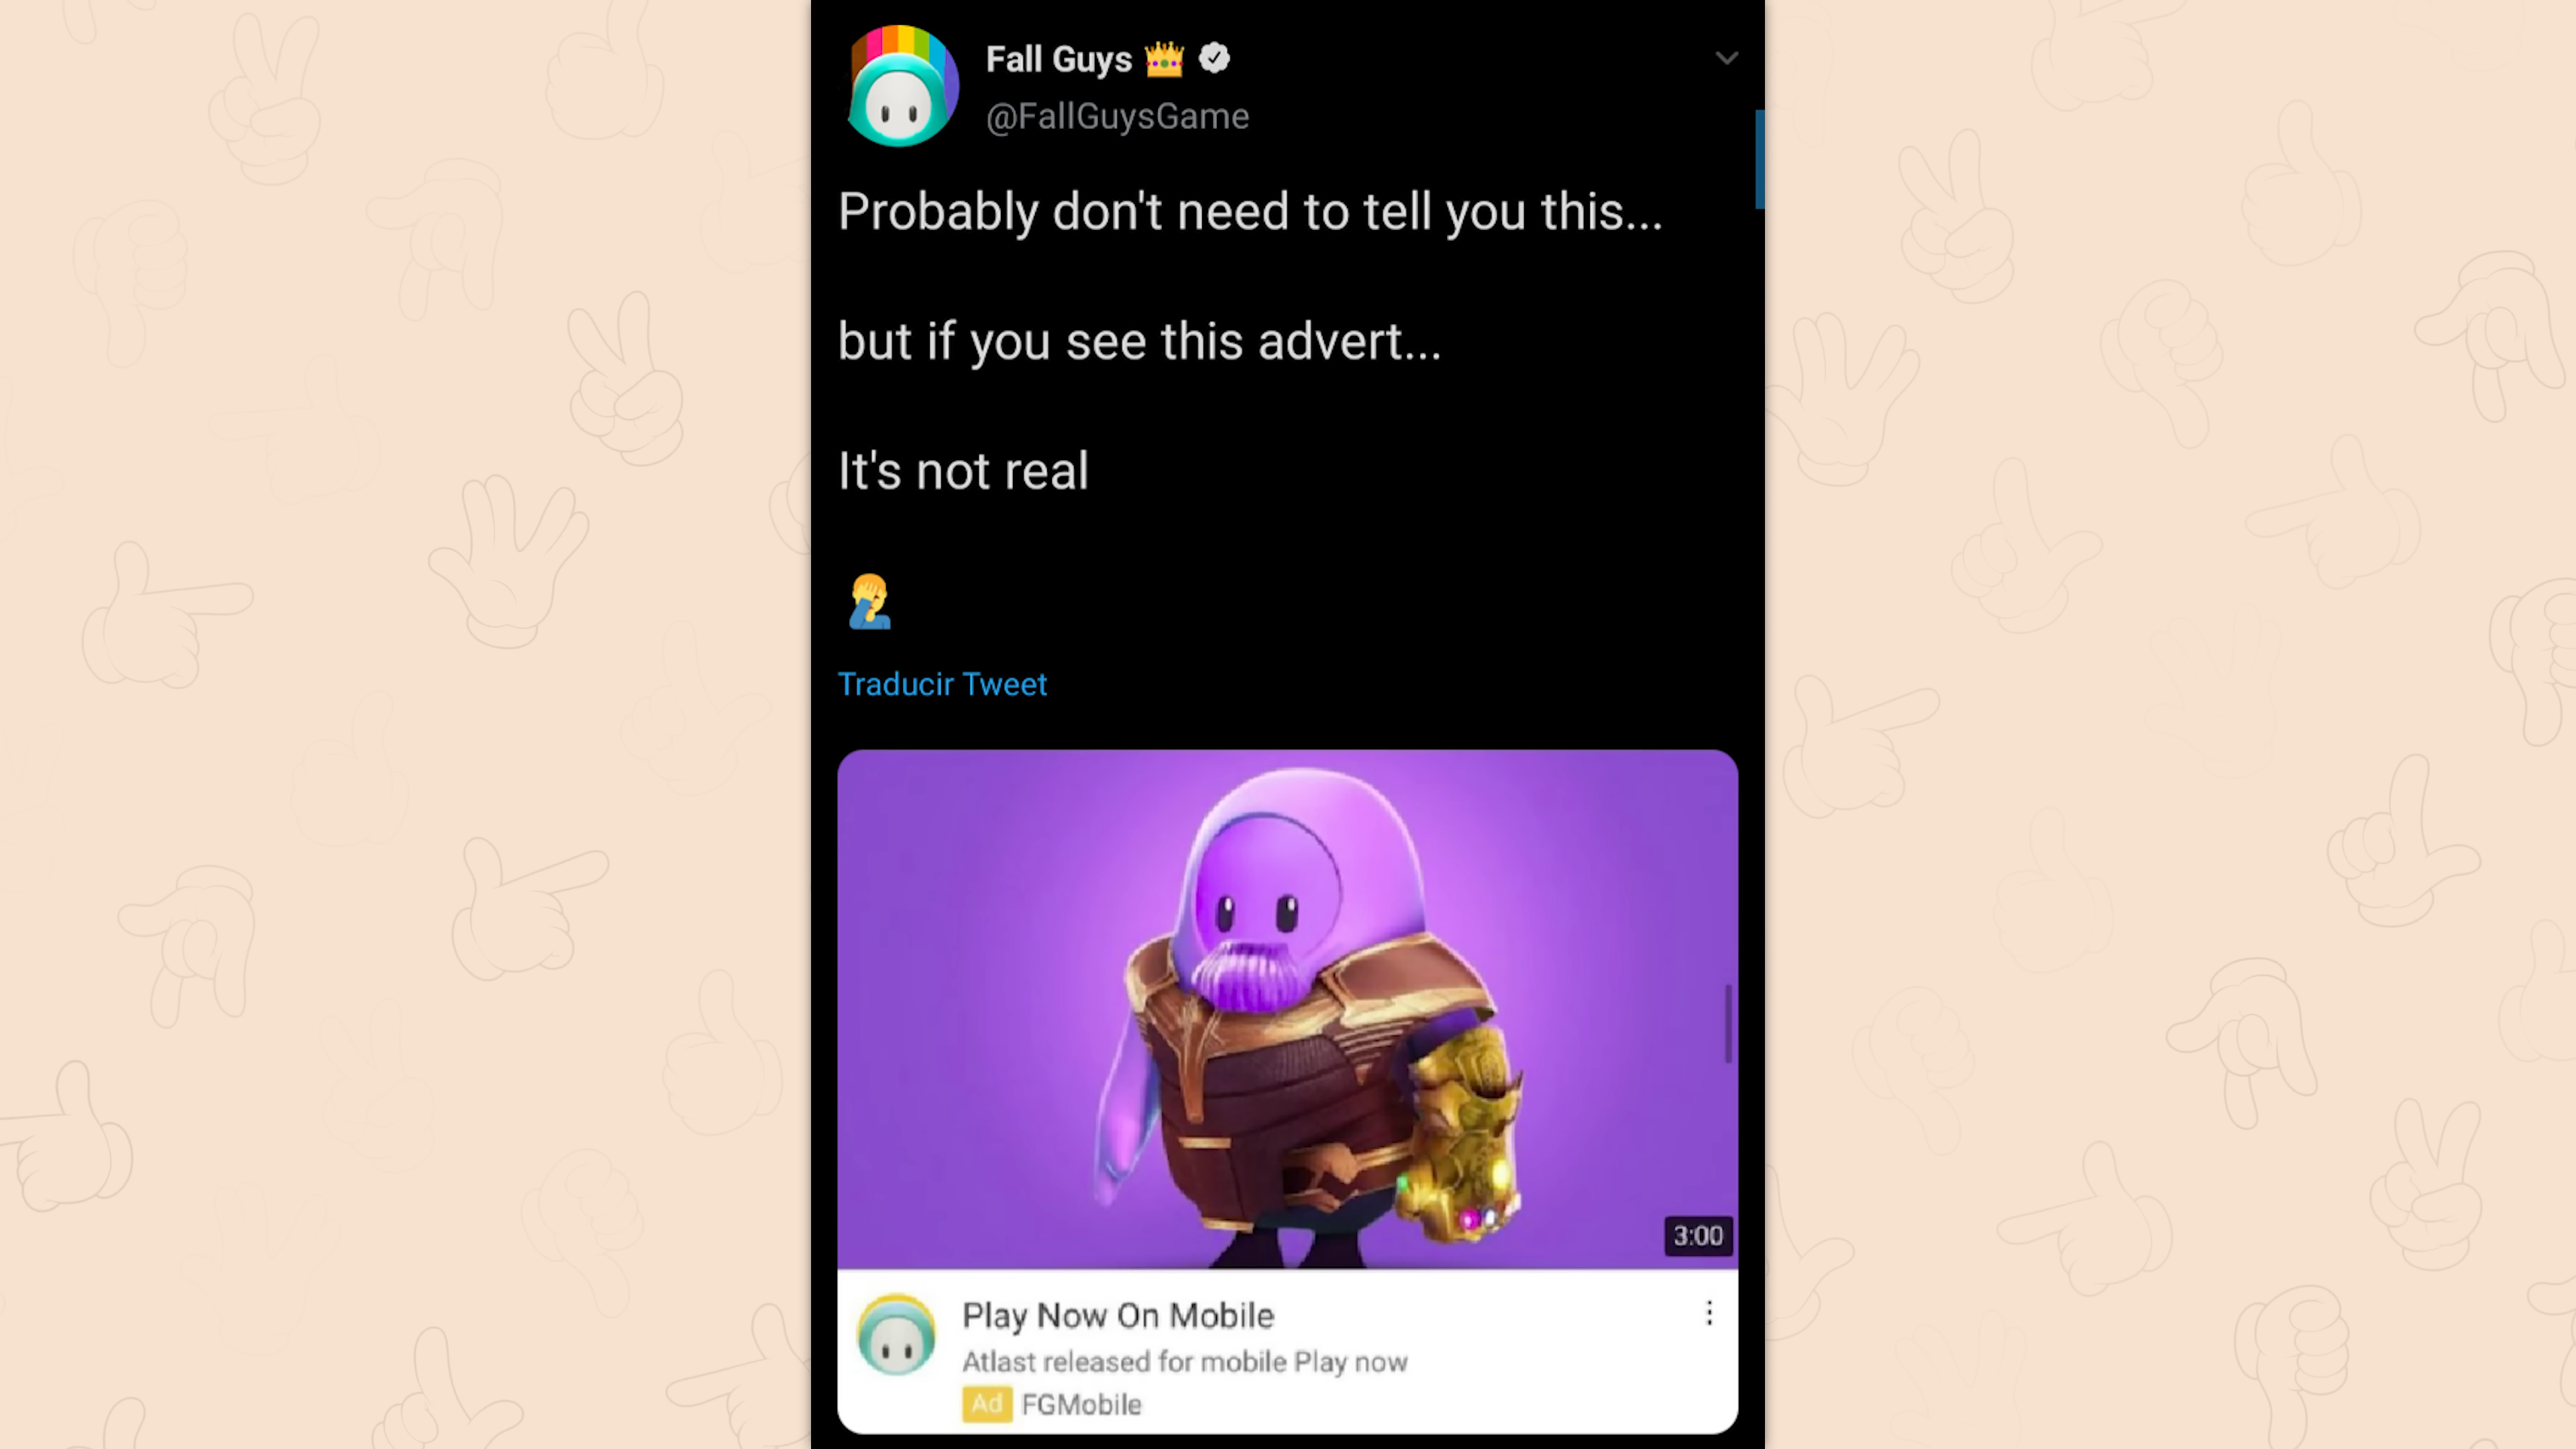 Fall Guys 👑
@FallGuysGame
Probably don't need to tell you this...
but if you see this advert...
It's not real
🤦‍♂️
Traducir Tweet
3:00
Play Now On Mobile
Atlast released for mobile Play now
Ad FGMobile